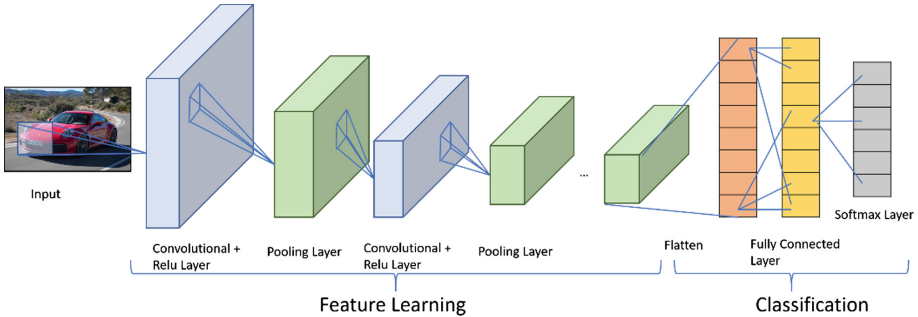 Input
Convolutional +
Relu Layer
Pooling Layer
Convolutional +
Relu Layer
Pooling Layer
...
Flatten
Fully Connected
Layer
Softmax Layer
Feature Learning
Classification